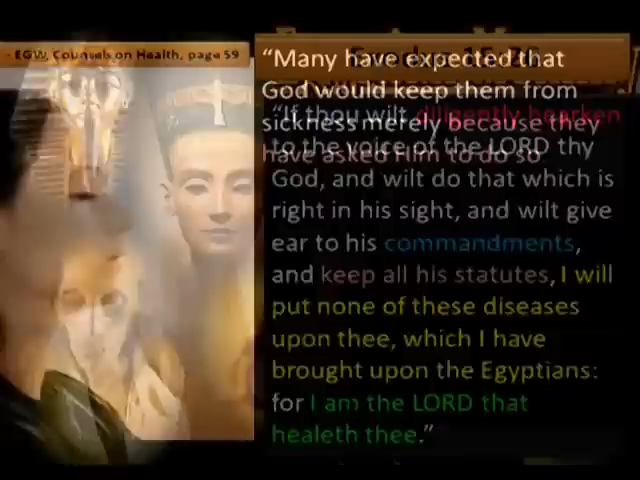 - EGW, Counsels on Health, page 59
Exodus 15:26
“Many have expected that
God would keep them from
sickness merely because they
have asked Him to do so
“If thou wilt diligently hearken
to the voice of the LORD thy
God, and wilt do that which is
right in his sight, and wilt give
ear to his commandments,
and keep all his statutes, I will
put none of these diseases
upon thee, which I have
brought upon the Egyptians:
for I am the LORD that
healeth thee.”